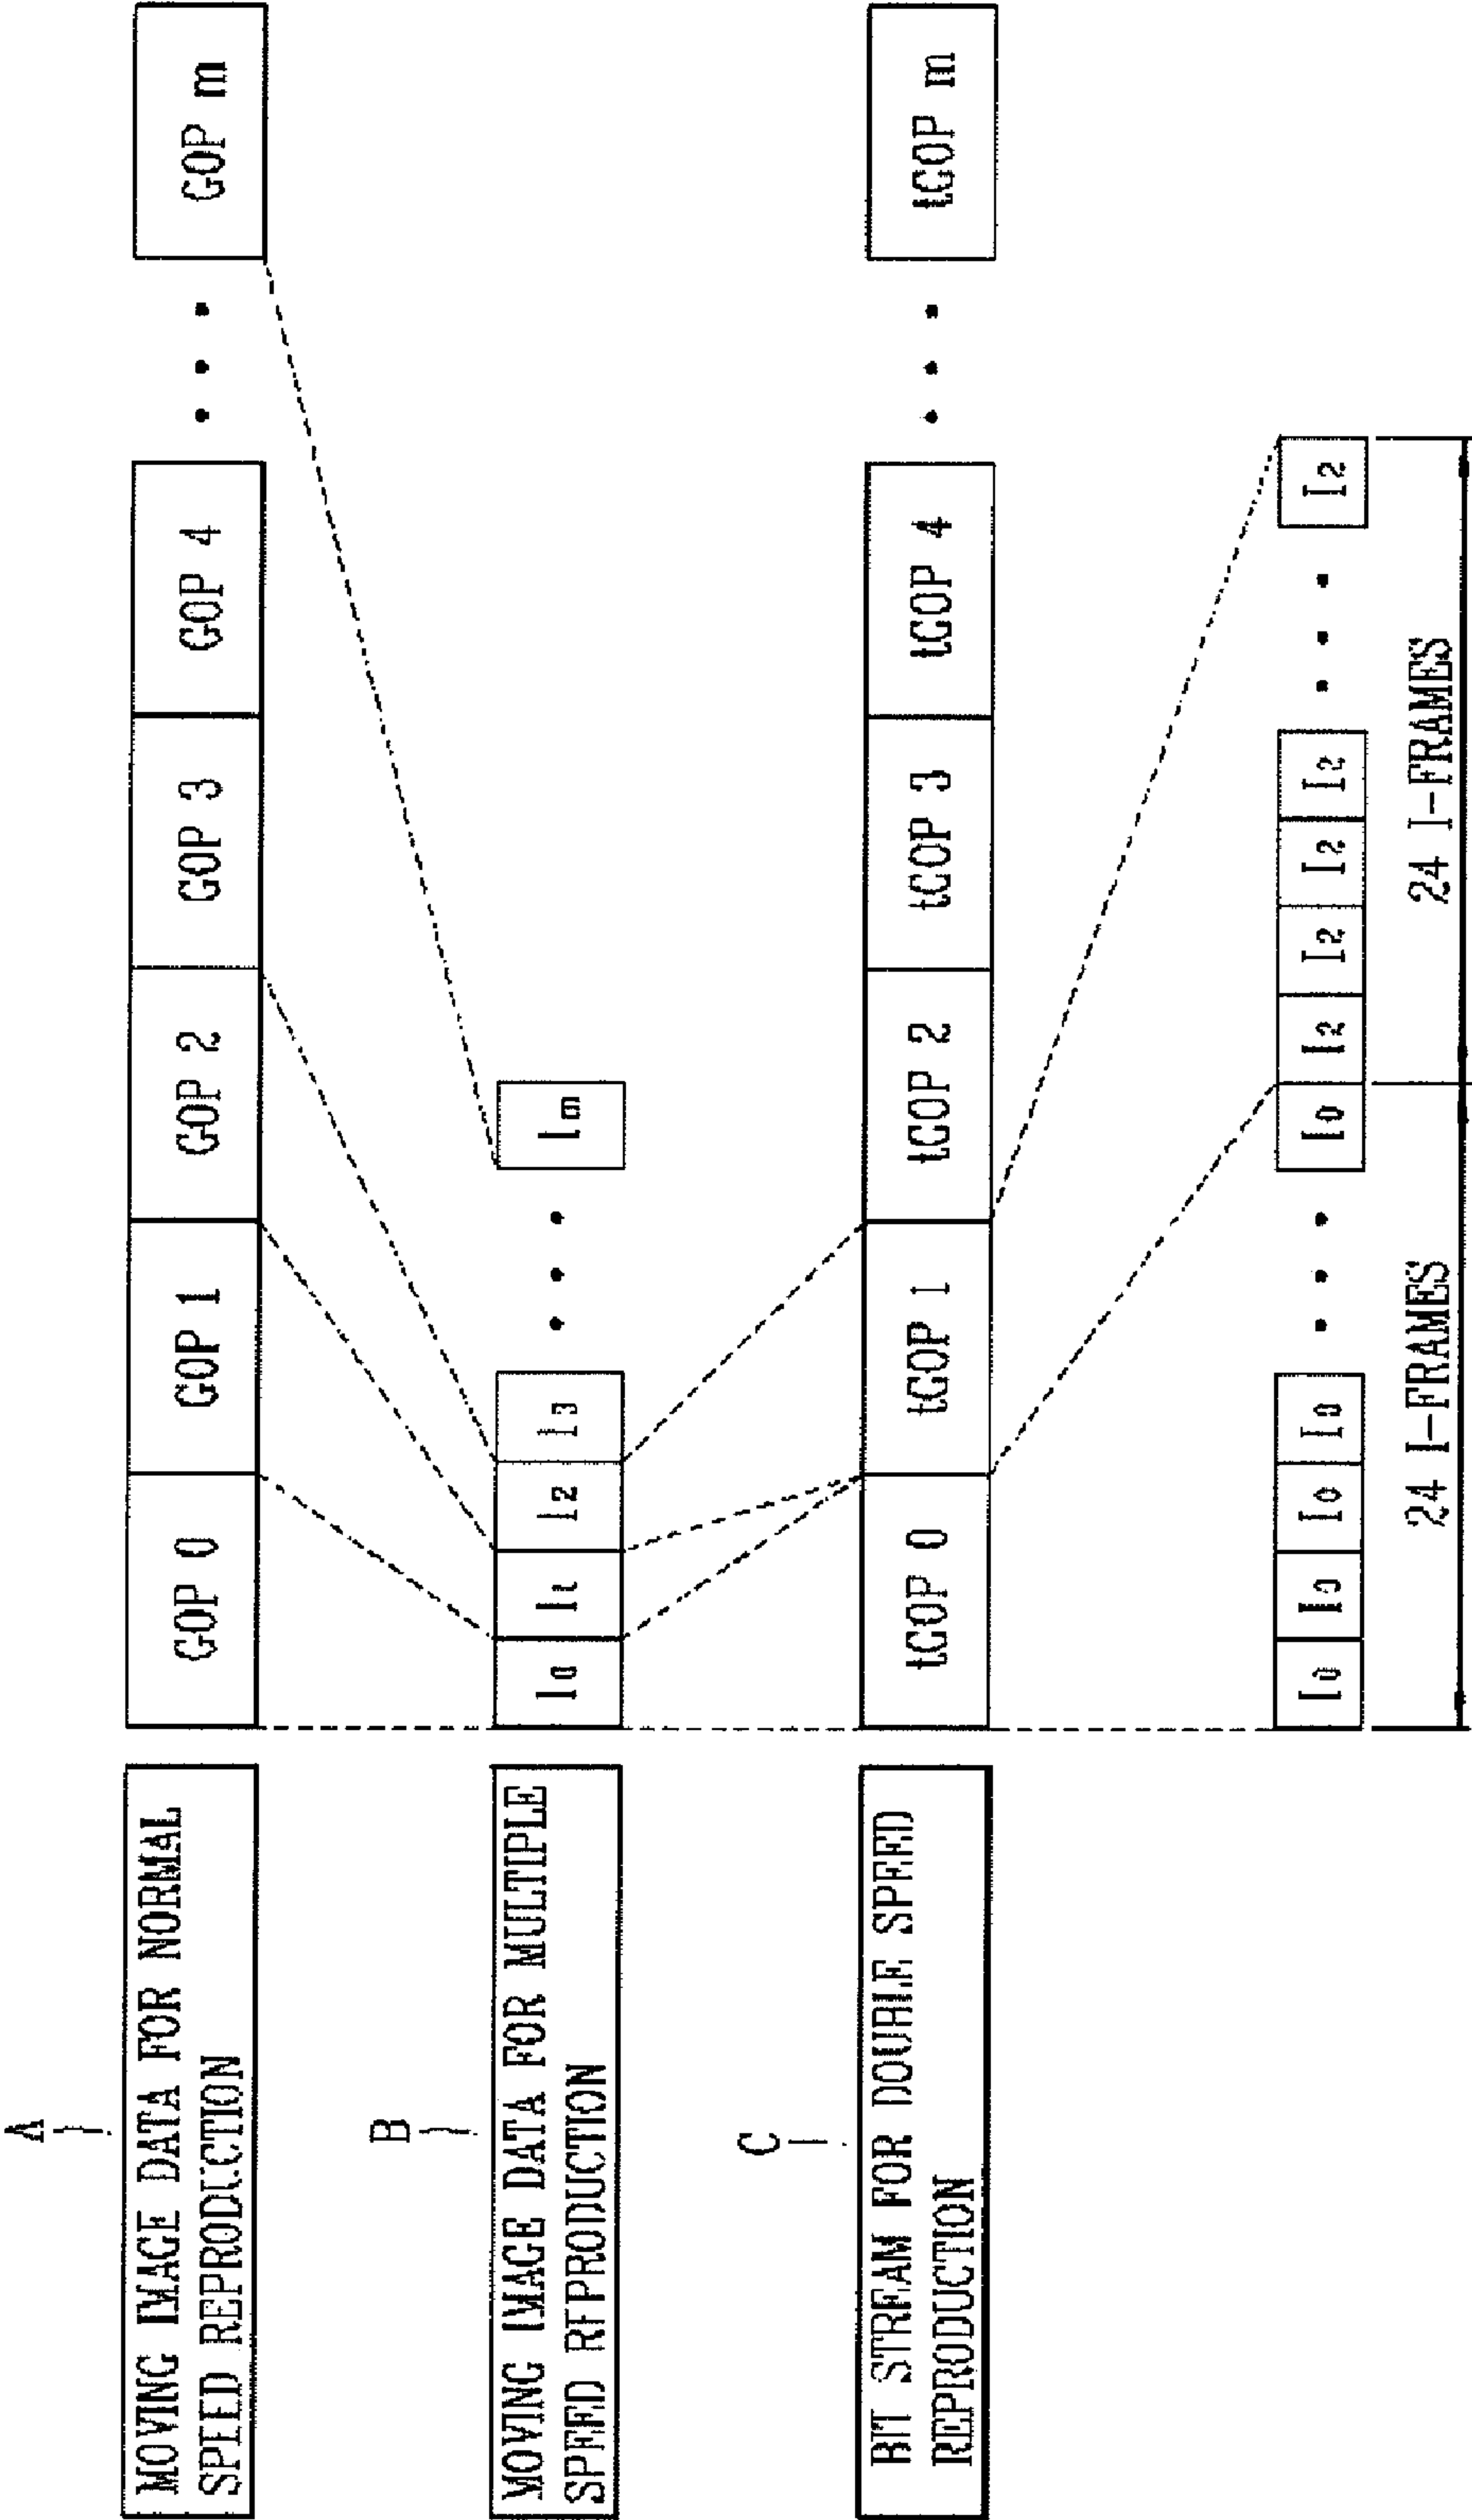 A
MOVING IMAGE DATA FOR NORMAL
SPEED REPRODUCTION
GOP 0
GOP 1
GOP 2
GOP 3
GOP 4
GOP m
B
MOVING IMAGE DATA FOR MULTIPLE
SPEED REPRODUCTION
I0
I1
I2
I3
Im
C
BIT STREAM FOR DOUBLE SPEED
REPRODUCTION
tGOP 0
tGOP 1
tGOP 2
tGOP 3
tGOP 4
tGOP m
I0
I0
I0
I0
I0
I2
I2
I2
I2
I2
24 I-FRAMES
24 I-FRAMES